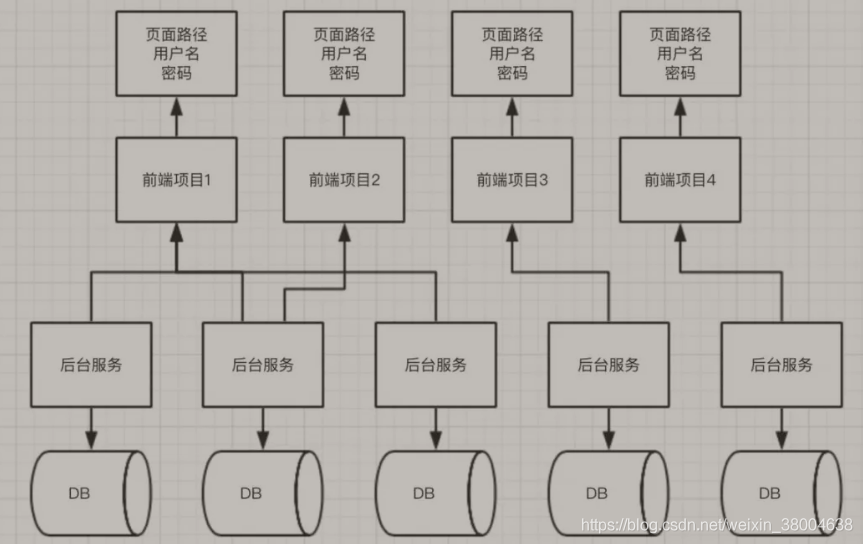 页面路径
用户名
密码
页面路径
用户名
密码
页面路径
用户名
密码
页面路径
用户名
密码
前端项目1
前端项目2
前端项目3
前端项目4
后台服务
后台服务
后台服务
后台服务
后台服务
DB
DB
DB
DB
DB
https://blog.csdn.net/weixin_38004638